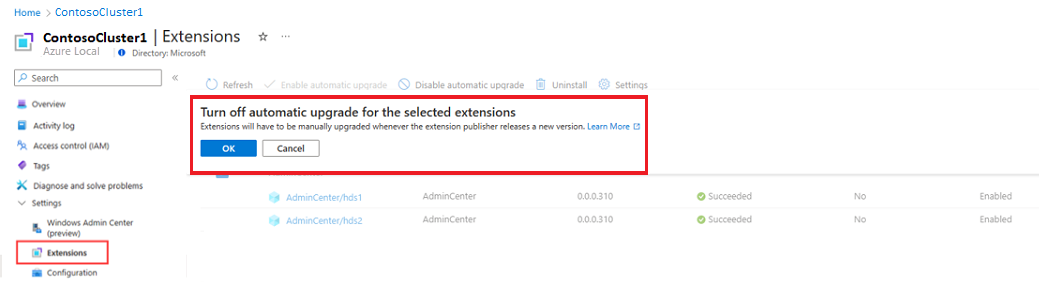 Home > ContosoCluster1
ContosoCluster1 | Extensions ☆ ...
Azure Local | Directory: Microsoft
Search «
Refresh Enable automatic upgrade Disable automatic upgrade Uninstall Settings
Overview
Activity log
Access control (IAM)
Tags
Diagnose and solve problems
Settings
Windows Admin Center
(preview)
Extensions
Configuration
Turn off automatic upgrade for the selected extensions
Extensions will have to be manually upgraded whenever the extension publisher releases a new version. Learn More
OK Cancel
AdminCenter/hds1 AdminCenter 0.0.0.310 Succeeded No Enabled
AdminCenter/hds2 AdminCenter 0.0.0.310 Succeeded No Enabled